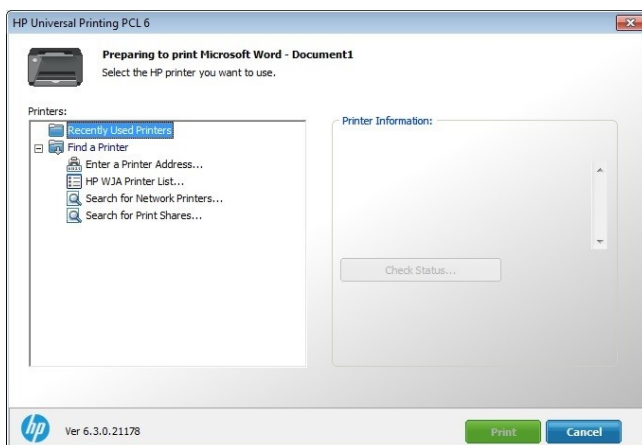 HP Universal Printing PCL 6
Preparing to print Microsoft Word - Document1
Select the HP printer you want to use.
Printers:
Recently Used Printers
Find a Printer
Enter a Printer Address...
HP WJA Printer List...
Search for Network Printers...
Search for Print Shares...
Printer Information:
Check Status...
hp
Ver 6.3.0.21178
Print
Cancel